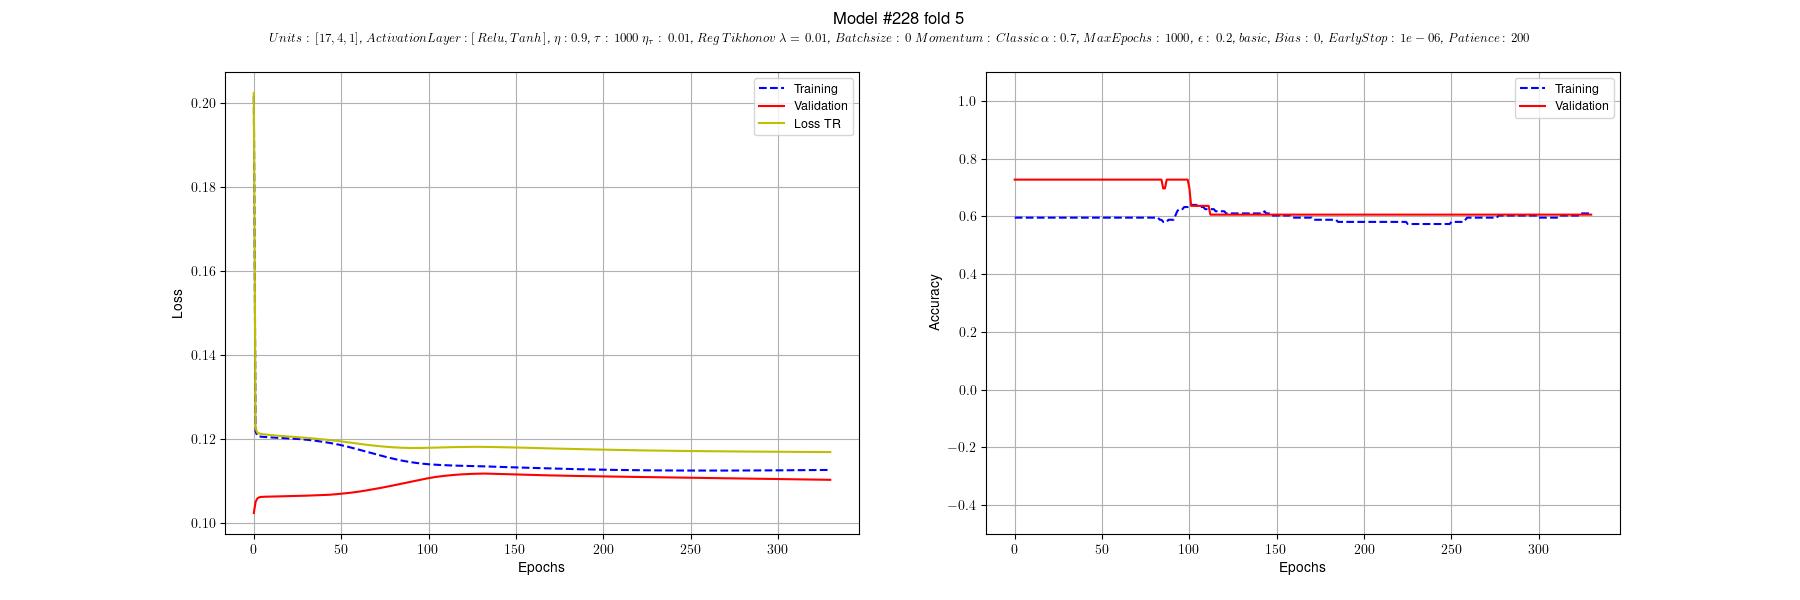 Model #228 fold 5
Units : [17, 4, 1], ActivationLayer : [ Relu, Tanh ], η : 0.9, τ : 1000 η_τ : 0.01, Reg Tikhonov λ = 0.01, Batchsize : 0 Momentum : Classic α : 0.7, MaxEpochs : 1000, ϵ : 0.2, basic, Bias : 0, EarlyStop : 1e − 06, Patience : 200
Training
Validation
Loss TR
0.20
0.18
0.16
0.14
0.12
0.10
Loss
0
50
100
150
200
250
300
Epochs
Training
Validation
1.0
0.8
0.6
0.4
0.2
0.0
−0.2
−0.4
Accuracy
0
50
100
150
200
250
300
Epochs